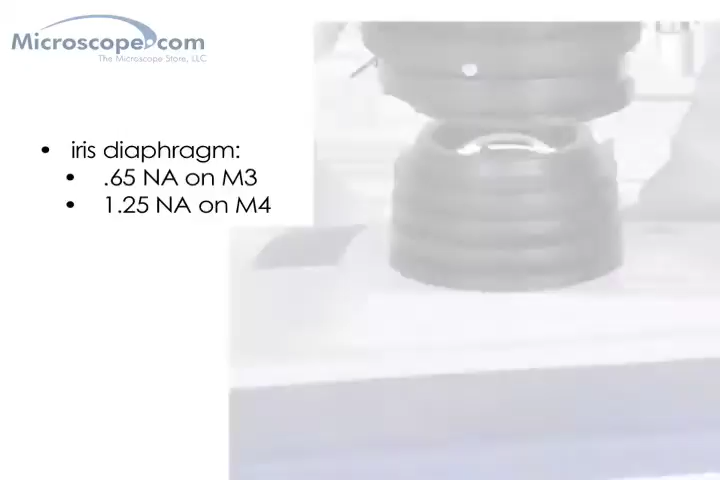 Microscope.com
The Microscope Store, LLC
• iris diaphragm:
• .65 NA on M3
• 1.25 NA on M4